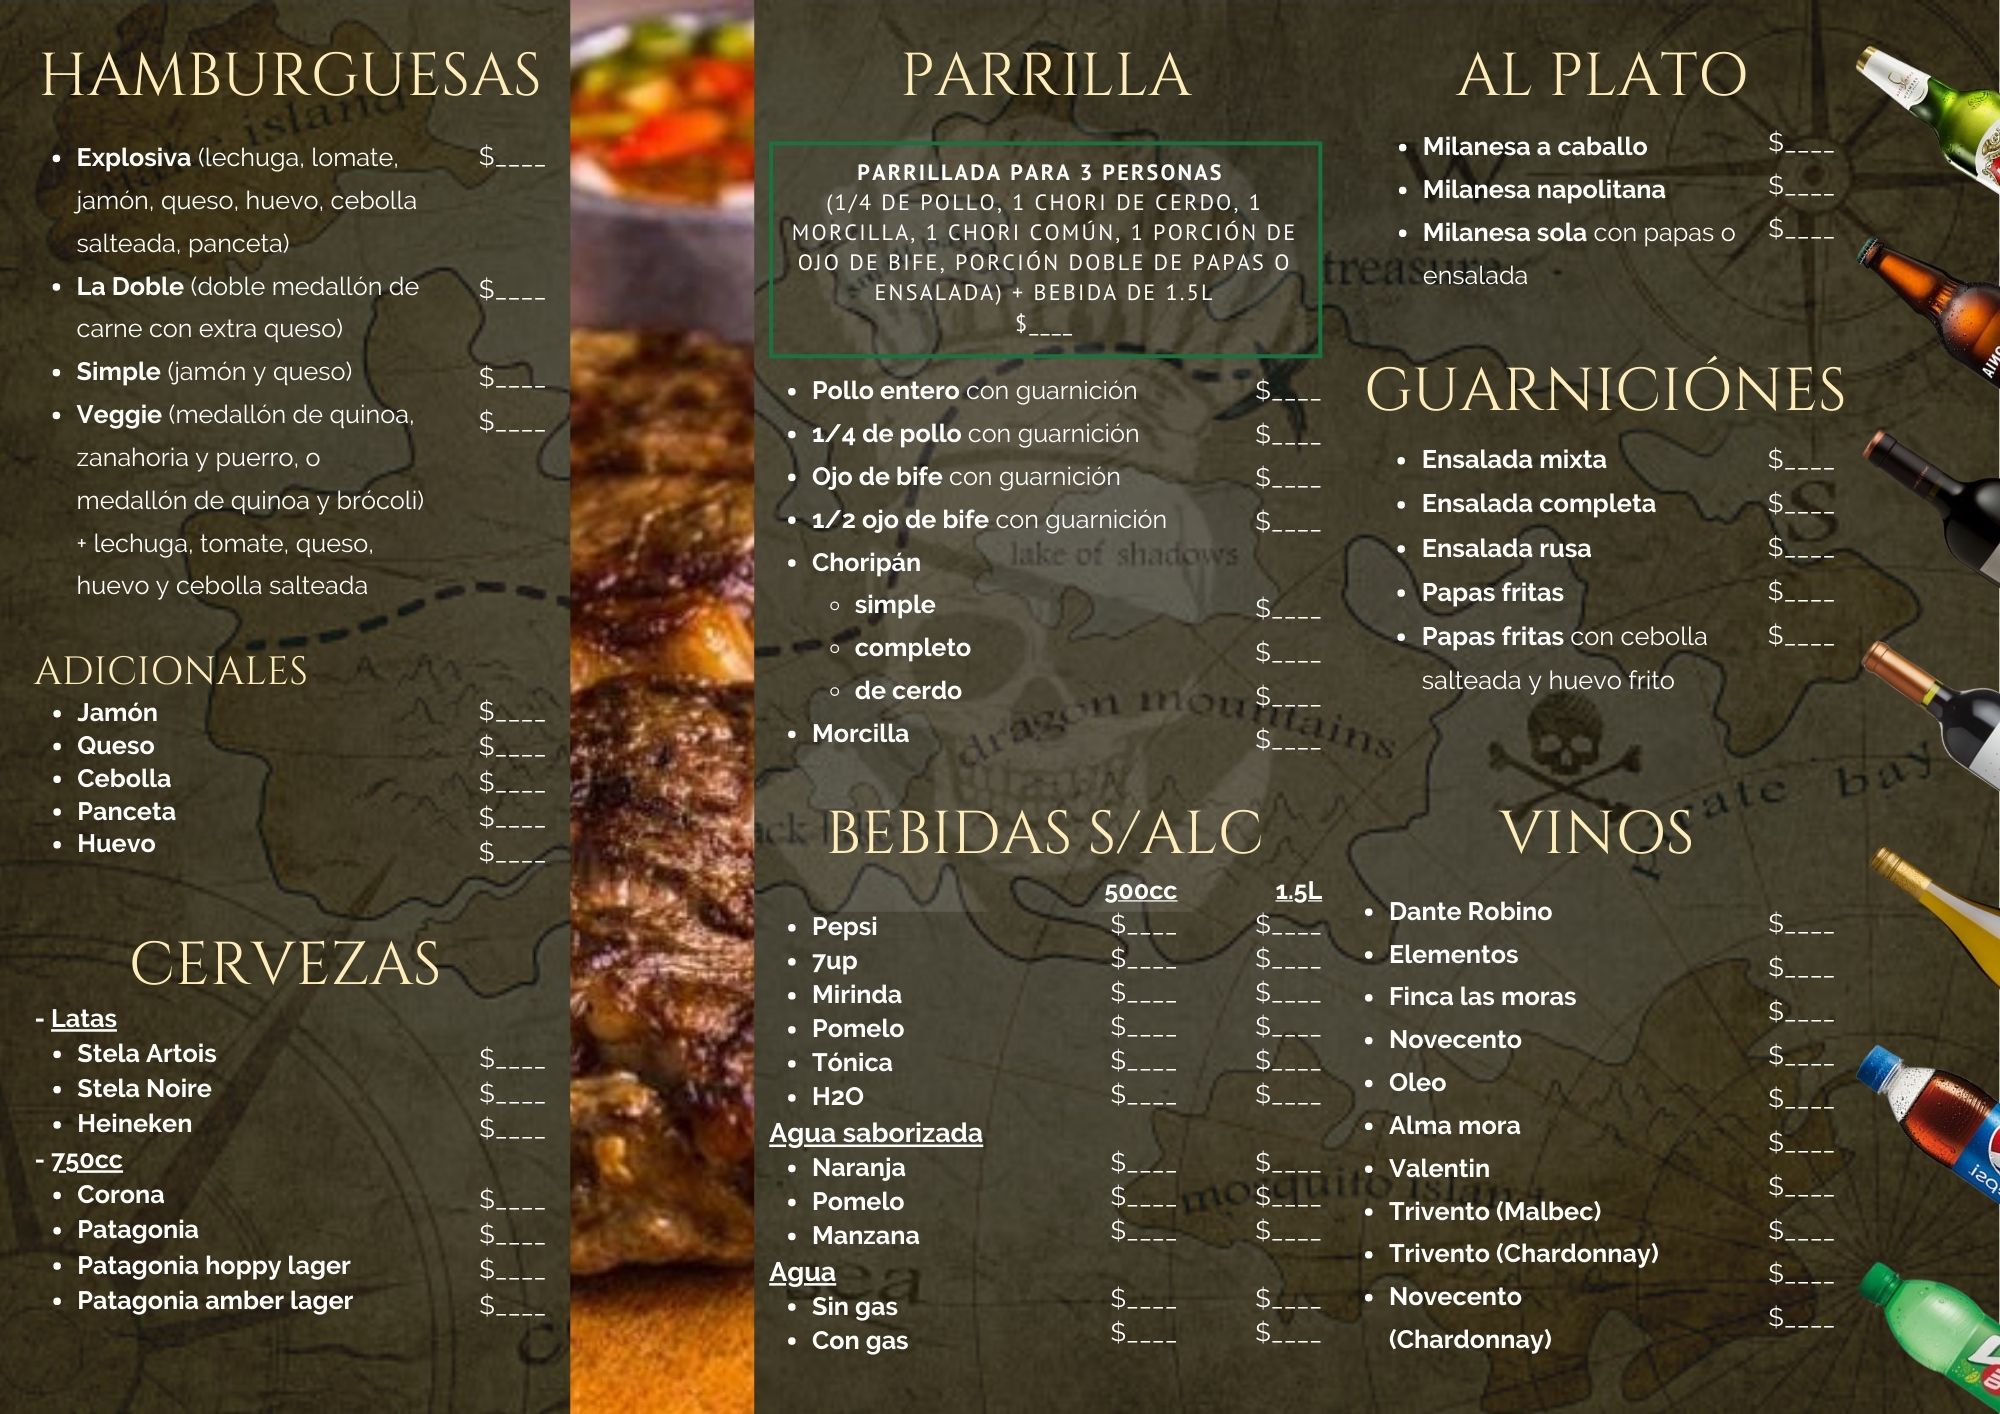 HAMBURGUESAS
• Explosiva (lechuga, lomate, $____
jamón, queso, huevo, cebolla
salteada, panceta)
• La Doble (doble medallón de $____
carne con extra queso)
• Simple (jamón y queso) $____
• Veggie (medallón de quinoa, $____
zanahoria y puerro, o
medallón de quinoa y brócoli)
+ lechuga, tomate, queso,
huevo y cebolla salteada
ADICIONALES
• Jamón $____
• Queso $____
• Cebolla $____
• Panceta $____
• Huevo $____
CERVEZAS
- Latas
• Stela Artois $____
• Stela Noire $____
• Heineken $____
- 750cc
• Corona $____
• Patagonia $____
• Patagonia hoppy lager $____
• Patagonia amber lager $____
PARRILLA
PARRILLADA PARA 3 PERSONAS
(1/4 DE POLLO, 1 CHORI DE CERDO, 1
MORCILLA, 1 CHORI COMÚN, 1 PORCIÓN DE
OJO DE BIFE, PORCIÓN DOBLE DE PAPAS O
ENSALADA) + BEBIDA DE 1.5L
$____
• Pollo entero con guarnición $____
• 1/4 de pollo con guarnición $____
• Ojo de bife con guarnición $____
• 1/2 ojo de bife con guarnición $____
• Choripán
◦ simple $____
◦ completo $____
◦ de cerdo $____
• Morcilla $____
BEBIDAS S/ALC
500cc 1.5L
• Pepsi $____ $____
• 7up $____ $____
• Mirinda $____ $____
• Pomelo $____ $____
• Tónica $____ $____
• H2O $____ $____
Agua saborizada
• Naranja $____ $____
• Pomelo $____ $____
• Manzana $____ $____
Agua
• Sin gas $____ $____
• Con gas $____ $____
AL PLATO
• Milanesa a caballo $____
• Milanesa napolitana $____
• Milanesa sola con papas o $____
ensalada
GUARNICIÓNES
• Ensalada mixta $____
• Ensalada completa $____
• Ensalada rusa $____
• Papas fritas $____
• Papas fritas con cebolla $____
salteada y huevo frito
VINOS
• Dante Robino $____
• Elementos $____
• Finca las moras $____
• Novecento $____
• Oleo $____
• Alma mora $____
• Valentin $____
• Trivento (Malbec) $____
• Trivento (Chardonnay) $____
• Novecento $____
(Chardonnay)
island
treasure
lake of shadows
dragon mountains
bay
mosquito island